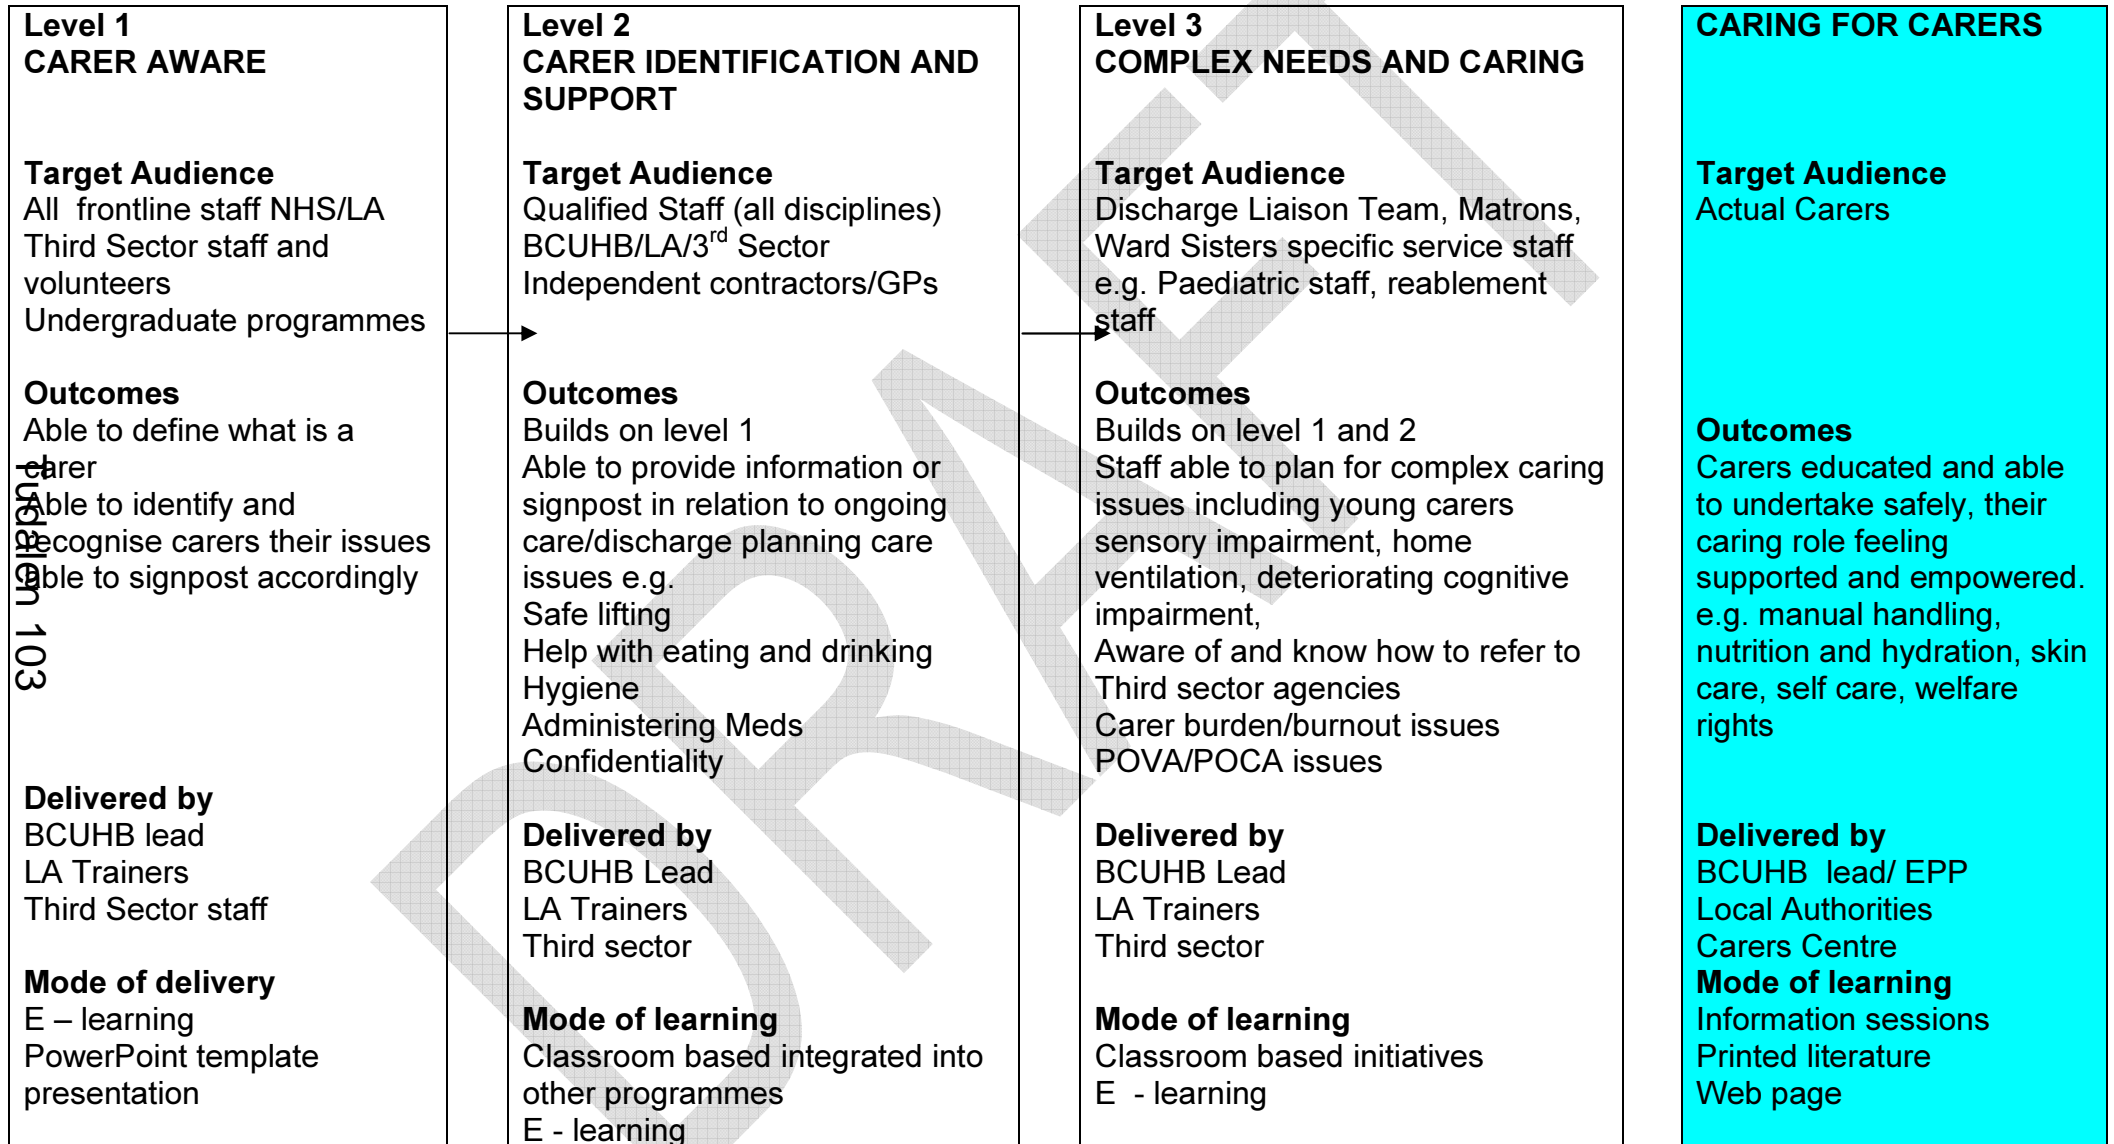 Level 1
CARER AWARE
Target Audience
All frontline staff NHS/LA
Third Sector staff and
volunteers
Undergraduate programmes
Outcomes
Able to define what is a
carer
Able to identify and
recognise carers their issues
able to signpost accordingly
Delivered by
BCUHB lead
LA Trainers
Third Sector staff
Mode of delivery
E – learning
PowerPoint template
presentation
Level 2
CARER IDENTIFICATION AND
SUPPORT
Target Audience
Qualified Staff (all disciplines)
BCUHB/LA/3rd Sector
Independent contractors/GPs
Outcomes
Builds on level 1
Able to provide information or
signpost in relation to ongoing
care/discharge planning care
issues e.g.
Safe lifting
Help with eating and drinking
Hygiene
Administering Meds
Confidentiality
Delivered by
BCUHB Lead
LA Trainers
Third sector
Mode of learning
Classroom based integrated into
other programmes
E - learning
Level 3
COMPLEX NEEDS AND CARING
Target Audience
Discharge Liaison Team, Matrons,
Ward Sisters specific service staff
e.g. Paediatric staff, reablement
staff
Outcomes
Builds on level 1 and 2
Staff able to plan for complex caring
issues including young carers
sensory impairment, home
ventilation, deteriorating cognitive
impairment,
Aware of and know how to refer to
Third sector agencies
Carer burden/burnout issues
POVA/POCA issues
Delivered by
BCUHB Lead
LA Trainers
Third sector
Mode of learning
Classroom based initiatives
E - learning
CARING FOR CARERS
Target Audience
Actual Carers
Outcomes
Carers educated and able
to undertake safely, their
caring role feeling
supported and empowered.
e.g. manual handling,
nutrition and hydration, skin
care, self care, welfare
rights
Delivered by
BCUHB lead/ EPP
Local Authorities
Carers Centre
Mode of learning
Information sessions
Printed literature
Web page
Tudalen 103
DRAFT